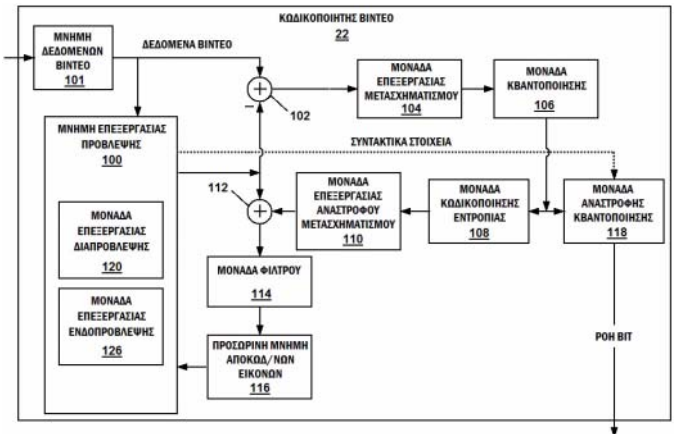 ΚΩΔΙΚΟΠΟΙΗΤΗΣ ΒΙΝΤΕΟ
22
ΜΝΗΜΗ
ΔΕΔΟΜΕΝΩΝ
ΒΙΝΤΕΟ
101
ΔΕΔΟΜΕΝΑ ΒΙΝΤΕΟ
–
102
ΜΟΝΑΔΑ
ΕΠΕΞΕΡΓΑΣΙΑΣ
ΜΕΤΑΣΧΗΜΑΤΙΣΜΟΥ
104
ΜΟΝΑΔΑ
ΚΒΑΝΤΟΠΟΙΗΣΗΣ
106
ΜΝΗΜΗ ΕΠΕΞΕΡΓΑΣΙΑΣ
ΠΡΟΒΛΕΨΗΣ
100
ΣΥΝΤΑΚΤΙΚΑ ΣΤΟΙΧΕΙΑ
112
ΜΟΝΑΔΑ
ΕΠΕΞΕΡΓΑΣΙΑΣ
ΑΝΑΣΤΡΟΦΟΥ
ΜΕΤΑΣΧΗΜΑΤΙΣΜΟΥ
110
ΜΟΝΑΔΑ
ΚΩΔΙΚΟΠΟΙΗΣΗΣ
ΕΝΤΡΟΠΙΑΣ
108
ΜΟΝΑΔΑ
ΑΝΑΣΤΡΟΦΗΣ
ΚΒΑΝΤΟΠΟΙΗΣΗΣ
118
ΜΟΝΑΔΑ
ΕΠΕΞΕΡΓΑΣΙΑΣ
ΔΙΑΠΡΟΒΛΕΨΗΣ
120
ΜΟΝΑΔΑ ΦΙΛΤΡΟΥ
114
ΜΟΝΑΔΑ
ΕΠΕΞΕΡΓΑΣΙΑΣ
ΕΝΔΟΠΡΟΒΛΕΨΗΣ
126
ΠΡΟΣΩΡΙΝΗ ΜΝΗΜΗ
ΑΠΟΚΩΔ/ΝΩΝ
ΕΙΚΟΝΩΝ
116
ΡΟΗ ΒΙΤ